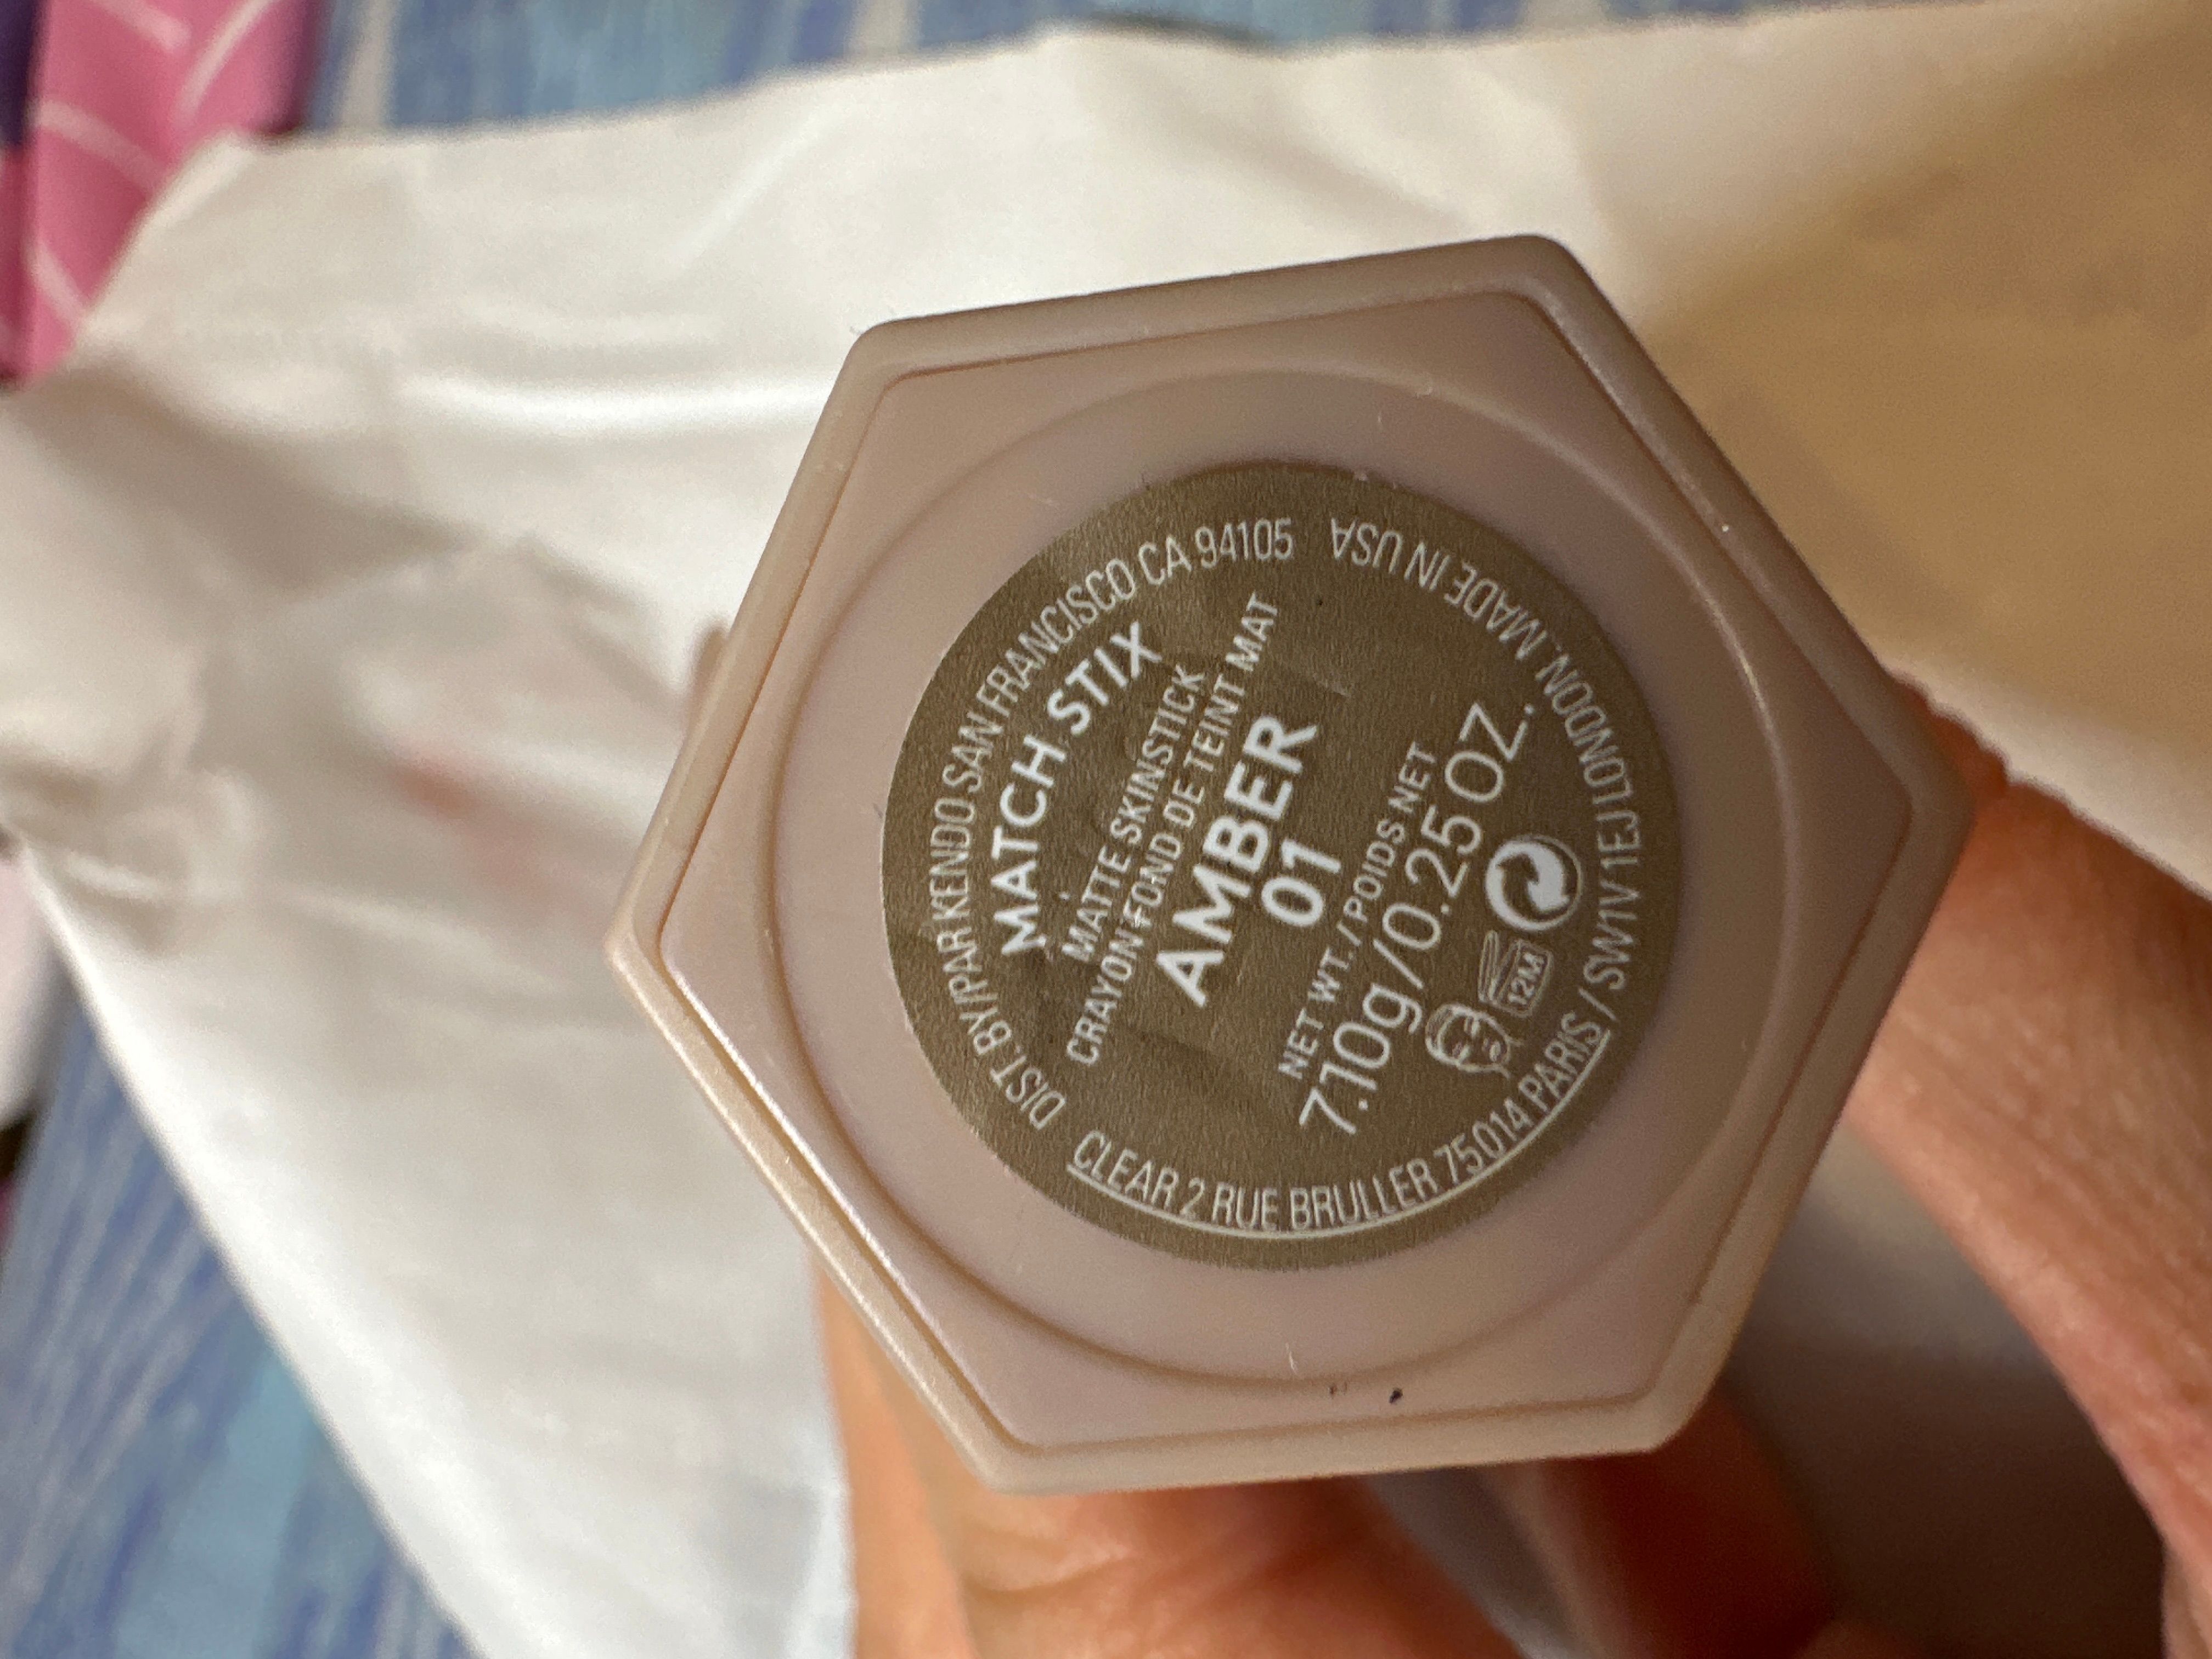 MATCH STIX
MATTE SKINSTICK
CRAYON FOND DE TEINT MAT
AMBER
01
NET WT. / POIDS NET
7.10g/0.25 OZ.
12M
DIST. BY/PAR KENDO SAN FRANCISCO CA 94105
CLEAR 2 RUE BRULLER 75014 PARIS / SW1V 1EJ LONDON. MADE IN USA